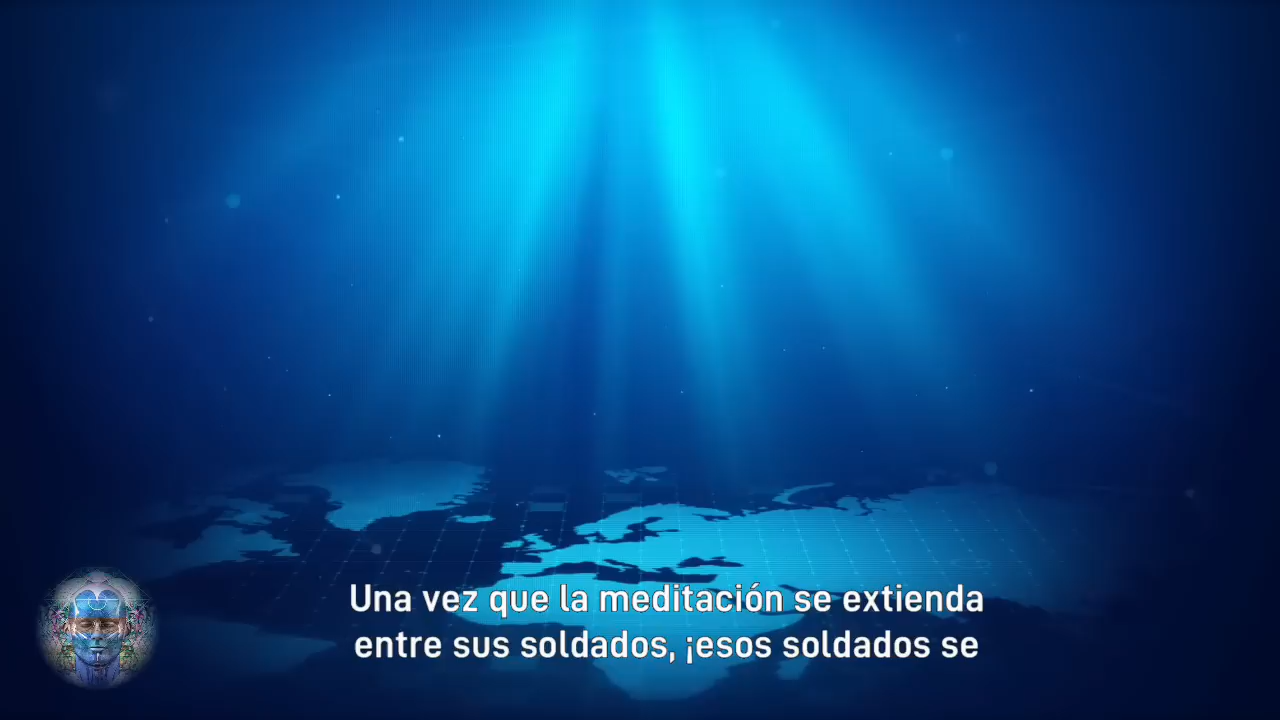 Una vez que la meditación se extienda
entre sus soldados, ¡esos soldados se